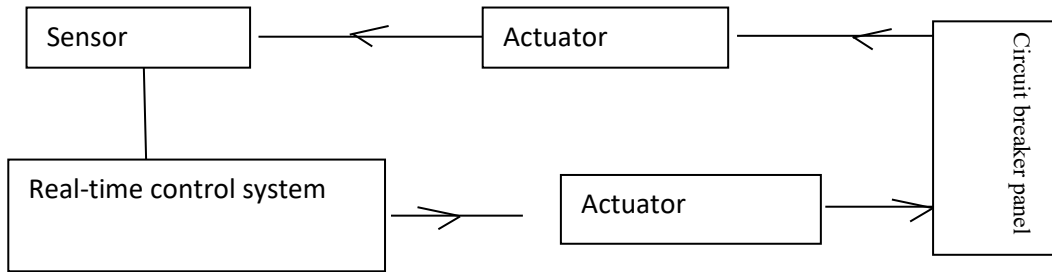 Sensor
Actuator
Circuit breaker panel
Real-time control system
Actuator